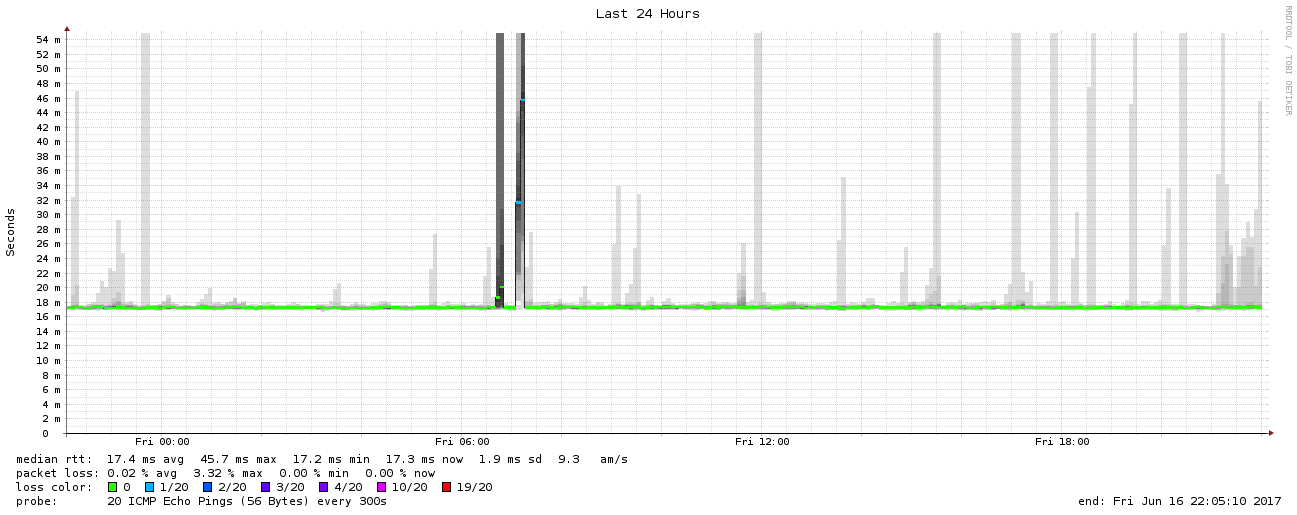 Last 24 Hours
RRDTOOL / TOBI OETIKER
Seconds
54 m
52 m
50 m
48 m
46 m
44 m
42 m
40 m
38 m
36 m
34 m
32 m
30 m
28 m
26 m
24 m
22 m
20 m
18 m
16 m
14 m
12 m
10 m
8 m
6 m
4 m
2 m
0
Fri 00:00 Fri 06:00 Fri 12:00 Fri 18:00
median rtt: 17.4 ms avg 45.7 ms max 17.2 ms min 17.3 ms now 1.9 ms sd 9.3 am/s
packet loss: 0.02 % avg 3.32 % max 0.00 % min 0.00 % now
loss color: 0 1/20 2/20 3/20 4/20 10/20 19/20
probe: 20 ICMP Echo Pings (56 Bytes) every 300s end: Fri Jun 16 22:05:10 2017